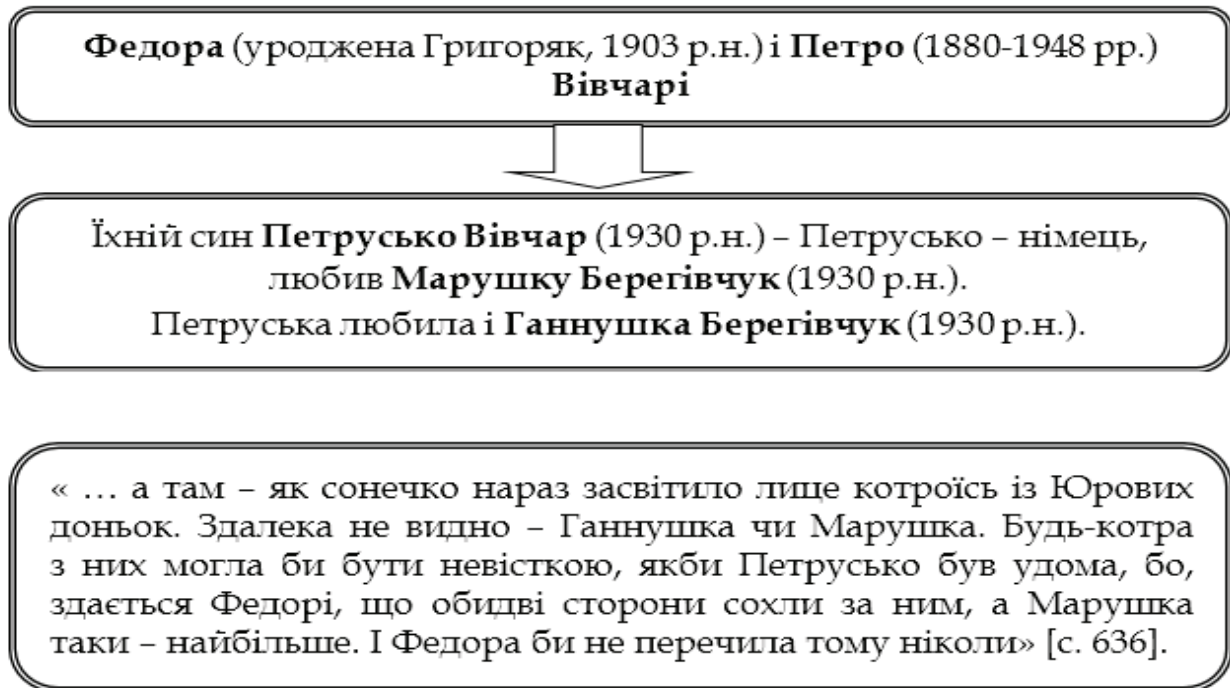 Федора (уроджена Григоряк, 1903 р.н.) і Петро (1880-1948 рр.)
Вівчарі
Їхній син Петрусько Вівчар (1930 р.н.) – Петрусько – німець,
любив Марушку Берегівчук (1930 р.н.).
Петруська любила і Ганнушка Берегівчук (1930 р.н.).
« … а там – як сонечко нараз засвітило лице котроїсь із Юрових
доньок. Здалека не видно – Ганнушка чи Марушка. Будь-котра
з них могла би бути невісткою, якби Петрусько був удома, бо,
здається Федорі, що обидві сторони сохли за ним, а Марушка
таки – найбільше. І Федора би не перечила тому ніколи» [с. 636].